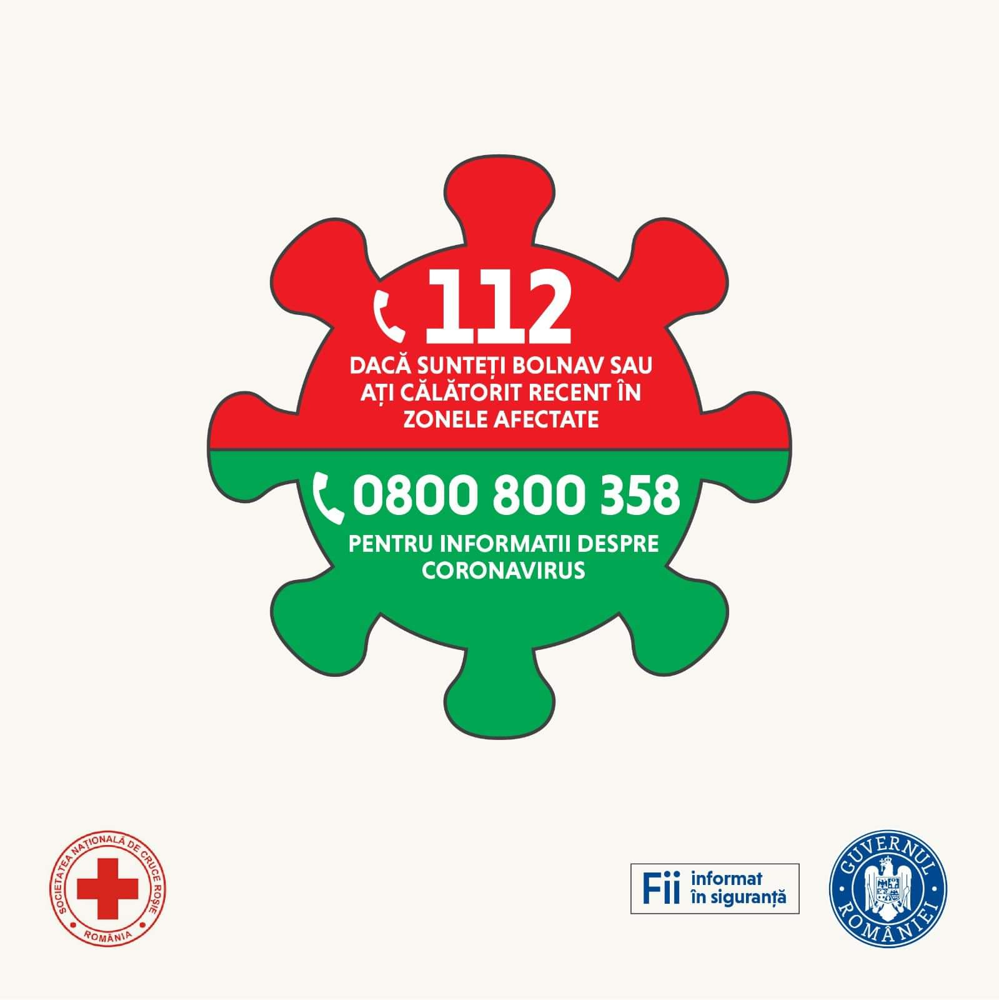 112
DACĂ SUNTEȚI BOLNAV SAU
AȚI CĂLĂTORIT RECENT ÎN
ZONELE AFECTATE
0800 800 358
PENTRU INFORMATII DESPRE
CORONAVIRUS
SOCIETATEA NAȚIONALĂ DE CRUCE ROȘIE
ROMÂNIA
Fii informat
în siguranță
GUVERNUL
ROMÂNIEI